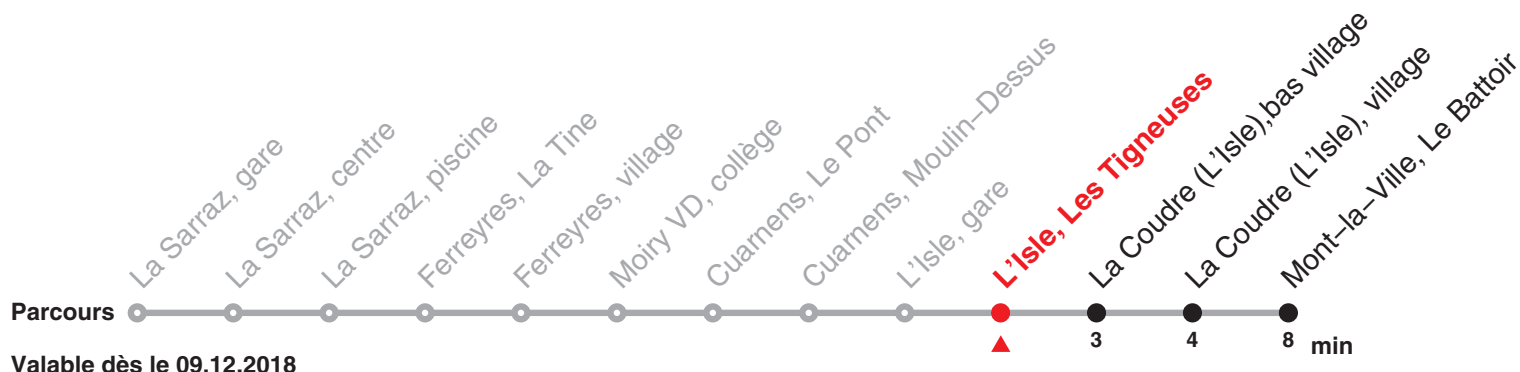 La Sarraz, gare
La Sarraz, centre
La Sarraz, piscine
Ferreyres, La Tine
Ferreyres, village
Moiry VD, collège
Cuarnens, Le Pont
Cuarnens, Moulin–Dessus
L'Isle, gare
L'Isle, Les Tigneuses
La Coudre (L'Isle),bas village
La Coudre (L'Isle), village
Mont–la–Ville, Le Battoir
Parcours
3 4 8 min
Valable dès le 09.12.2018